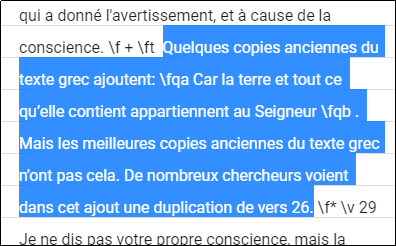 qui a donné l'avertissement, et à cause de la
conscience. \f + \ft Quelques copies anciennes du
texte grec ajoutent: \fqa Car la terre et tout ce
qu'elle contient appartiennent au Seigneur \fqb .
Mais les meilleures copies anciennes du texte grec
n'ont pas cela. De nombreux chercheurs voient
dans cet ajout une duplication de vers 26. \f* \v 29
Je ne dis pas votre propre conscience, mais la